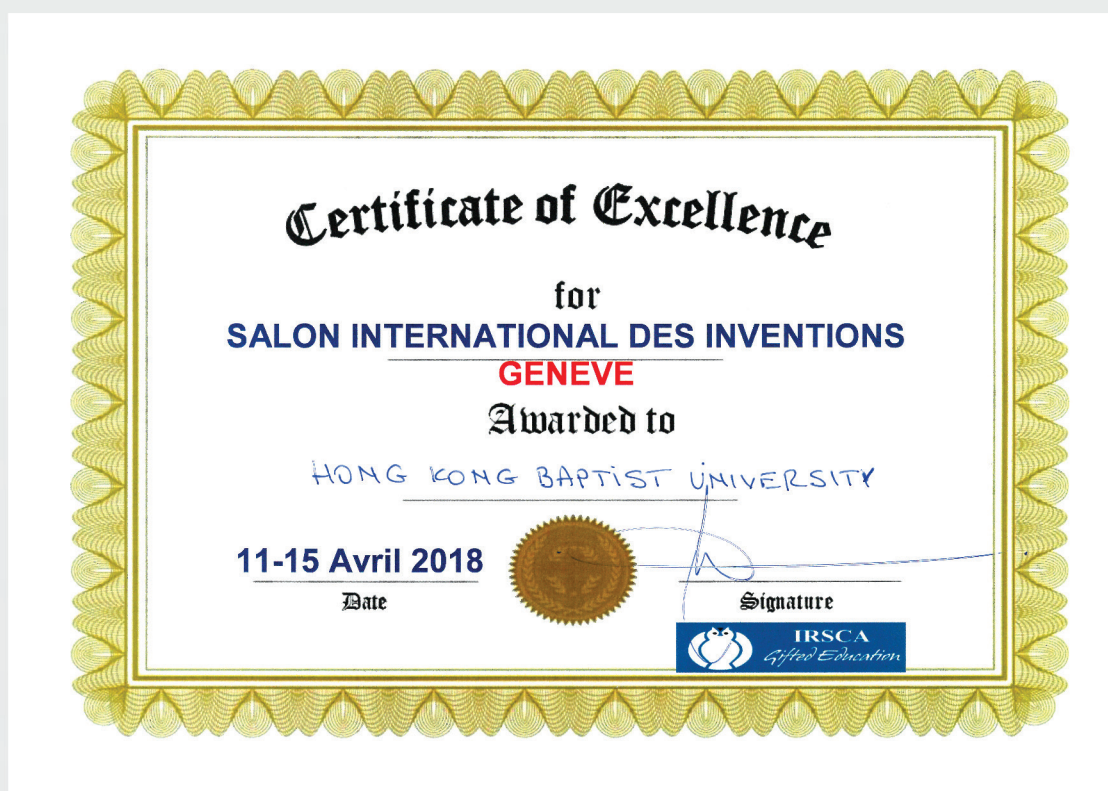 Certificate of Excellence
for
SALON INTERNATIONAL DES INVENTIONS
GENEVE
Awarded to
HONG KONG BAPTIST UNIVERSITY
11-15 Avril 2018
Date
Signature
IRSCA
Gifted Education